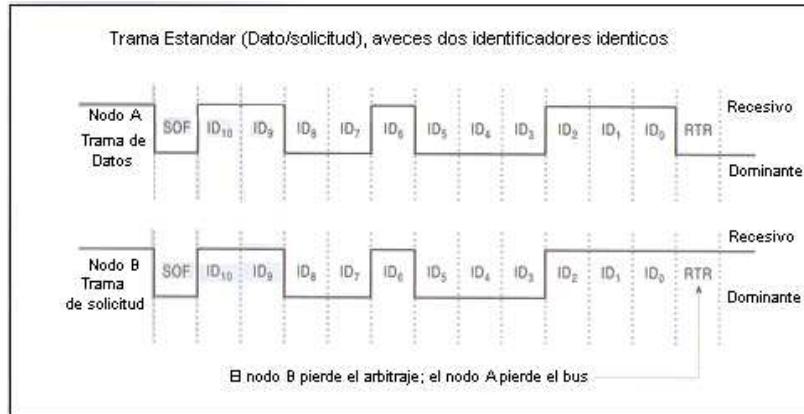 Trama Estandar (Dato/solicitud), aveces dos identificadores identicos
Nodo A
Trama de
Datos
SOF ID10 ID9 ID8 ID7 ID6 ID5 ID4 ID3 ID2 ID1 ID0 RTR
Recesivo
Dominante
Nodo B
Trama
de solicitud
SOF ID10 ID9 ID8 ID7 ID6 ID5 ID4 ID3 ID2 ID1 ID0 RTR
Recesivo
Dominante
El nodo B pierde el arbitraje; el nodo A pierde el bus